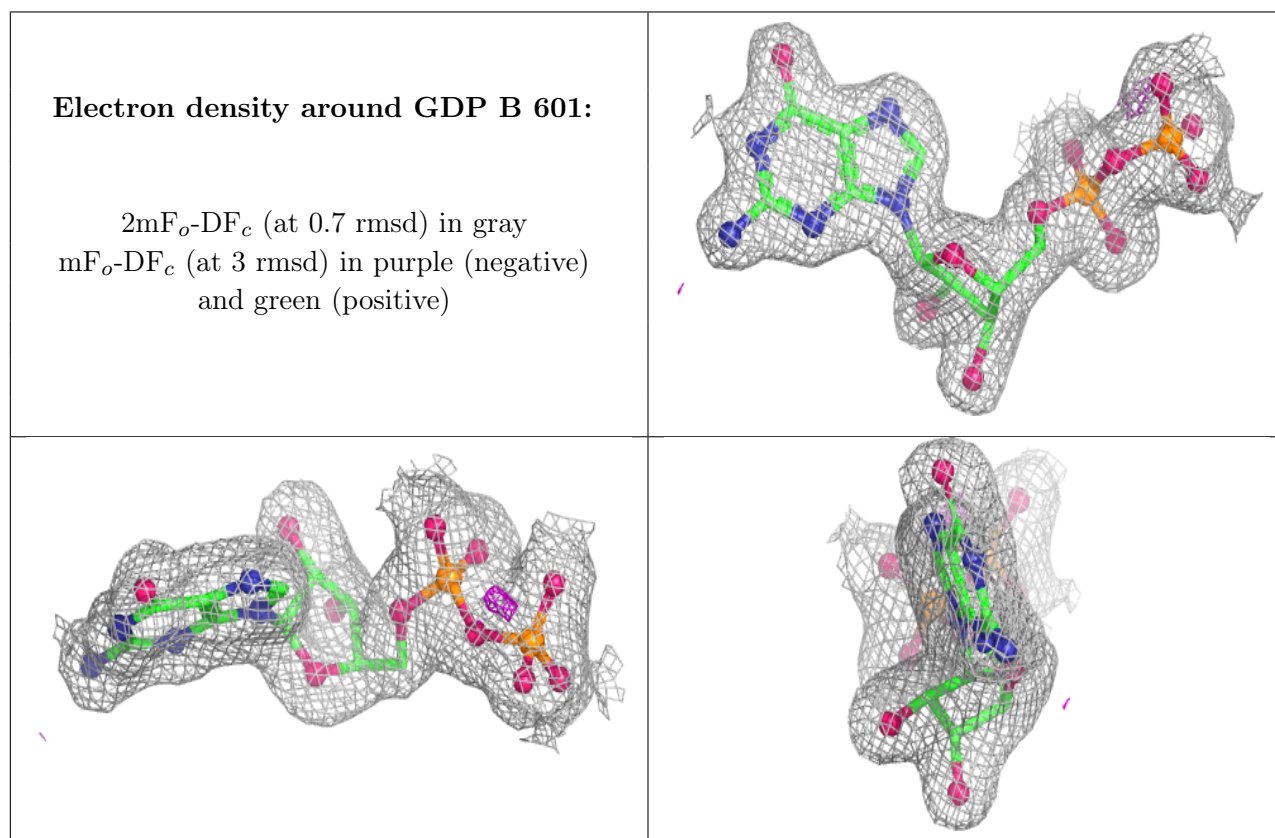 Electron density around GDP B 601:
2mFo-DFc (at 0.7 rmsd) in gray
mFo-DFc (at 3 rmsd) in purple (negative)
and green (positive)